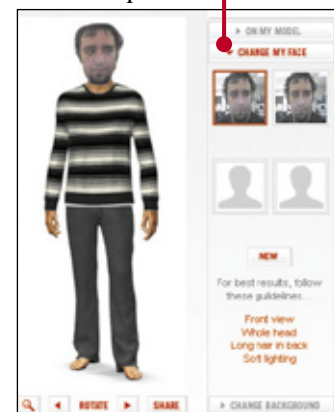 ON MY MODEL
CHANGE MY FACE
NEW
For best results, follow
these guildelines...
Front view
Whole head
Long hair in back
Soft lighting
ROTATE
SHARE
CHANGE BACKGROUND